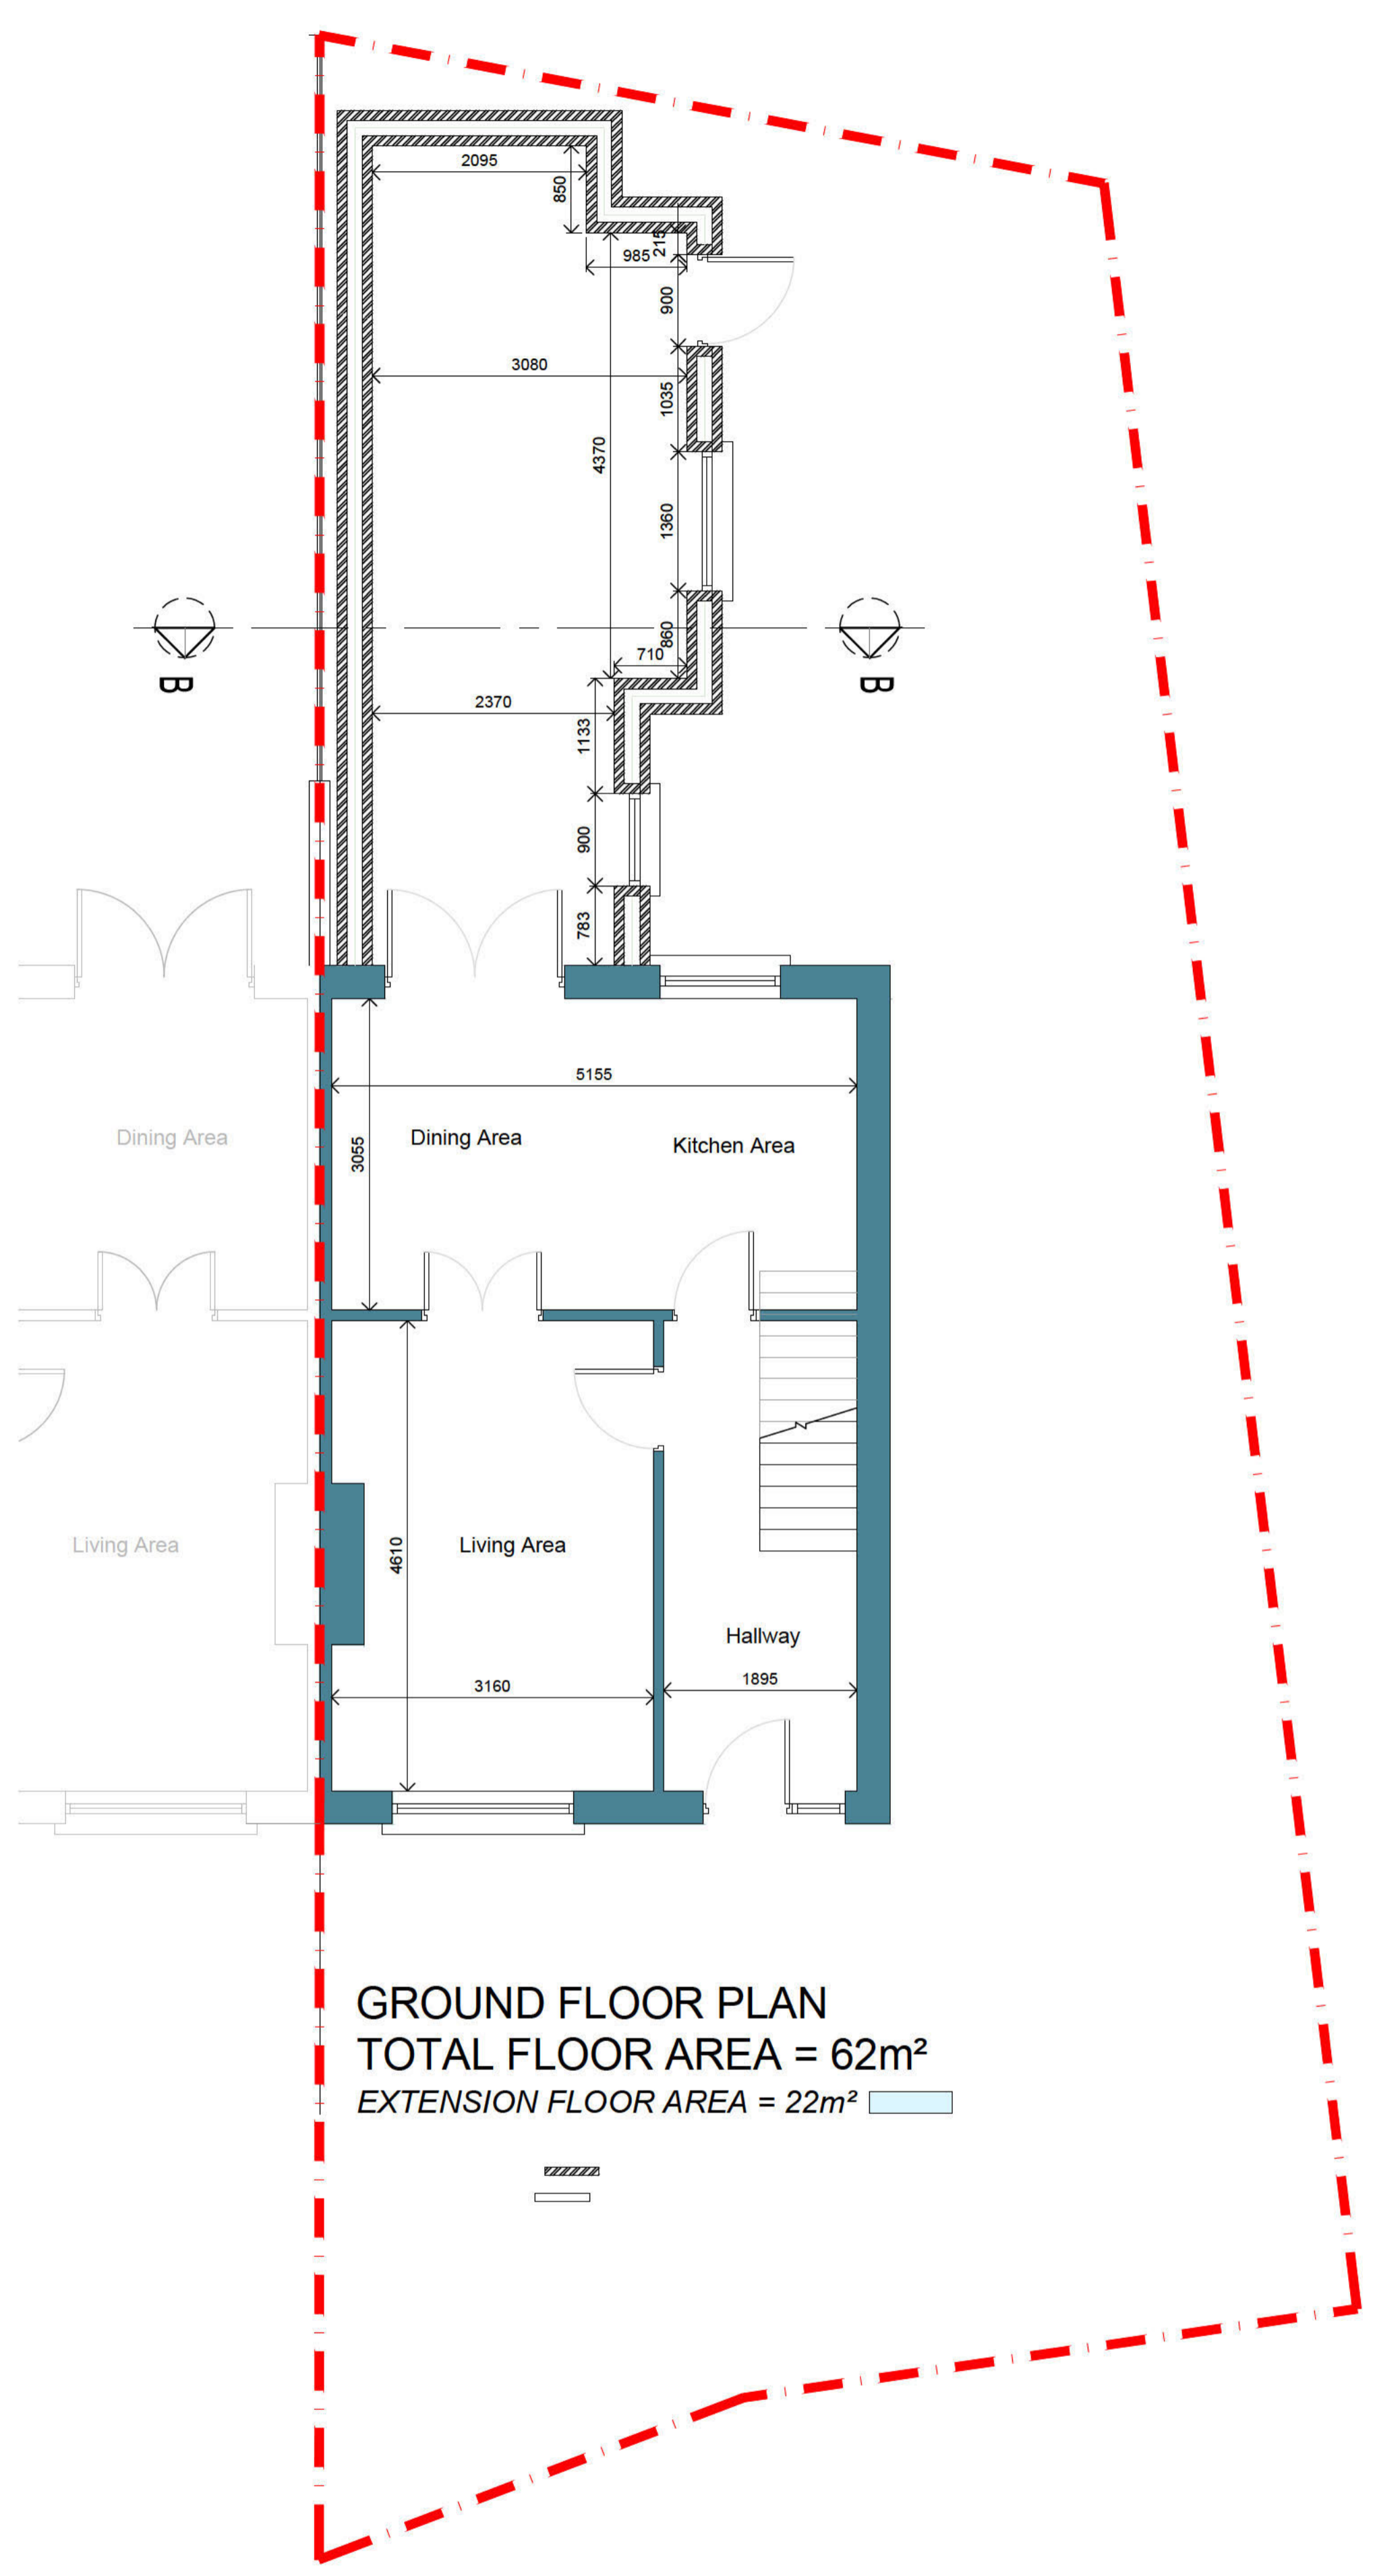 2095
850
215
985
900
3080
1035
4370
1360
860
710
B
B
2370
1133
900
783
5155
Dining Area
Dining Area
Kitchen Area
3055
4610
Living Area
Living Area
Hallway
3160
1895
GROUND FLOOR PLAN
TOTAL FLOOR AREA = 62m²
EXTENSION FLOOR AREA = 22m²